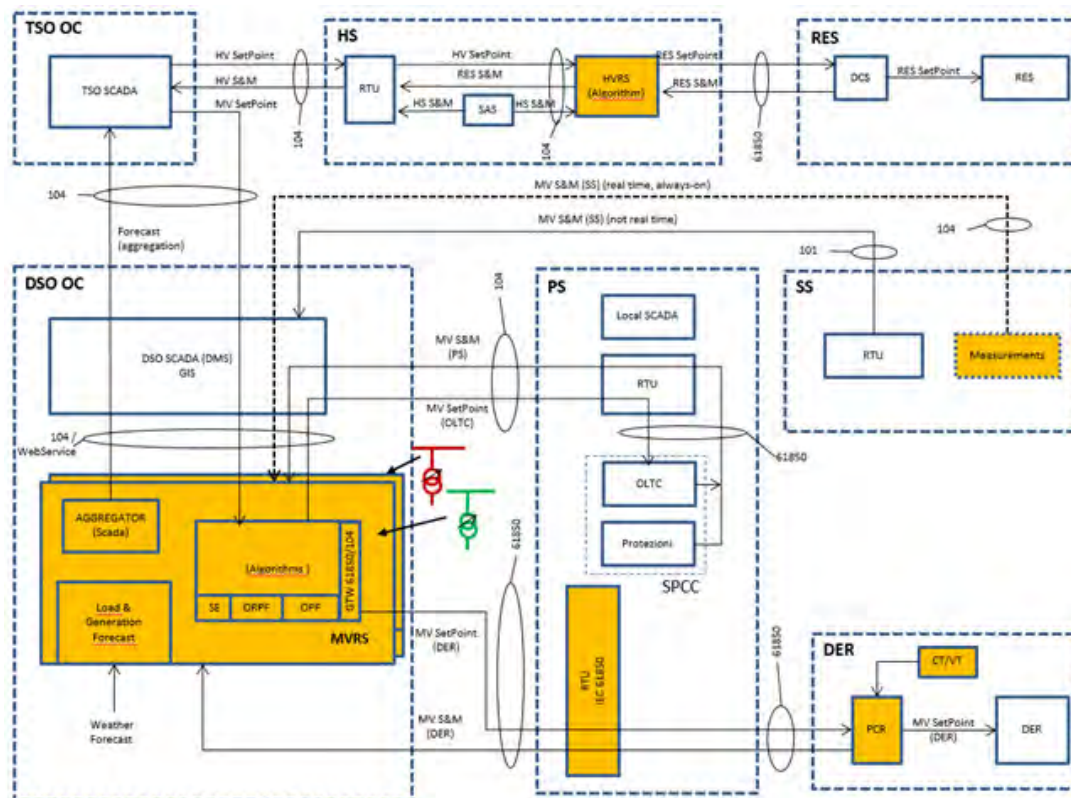 TSO OC
TSO SCADA
HV SetPoint
HV S&M
MV SetPoint
104
HS
RTU
HV SetPoint
RES S&M
HS S&M
SAS
HS S&M
104
HVRS
(Algorithm)
RES SetPoint
RES S&M
61850
RES
DCS
RES SetPoint
RES
104
Forecast
(aggregation)
MV S&M (SS) (real time, always-on)
MV S&M (SS) (not real time)
101
104
DSO OC
DSO SCADA (DMS)
GIS
104 /
WebService
MV S&M
(PS)
MV SetPoint
(OLTC)
104
PS
Local SCADA
RTU
61850
OLTC
Protezioni
SPCC
SS
RTU
Measurements
AGGREGATOR
(Scada)
(Algorithms )
SE
ORPF
OPF
GTW 61850/104
Load &
Generation
Forecast
MVRS
Weather
Forecast
MV SetPoint
(DER)
MV S&M
(DER)
61850
RTU
IEC 61850
61850
DER
CT/VT
PCR
MV SetPoint
(DER)
DER